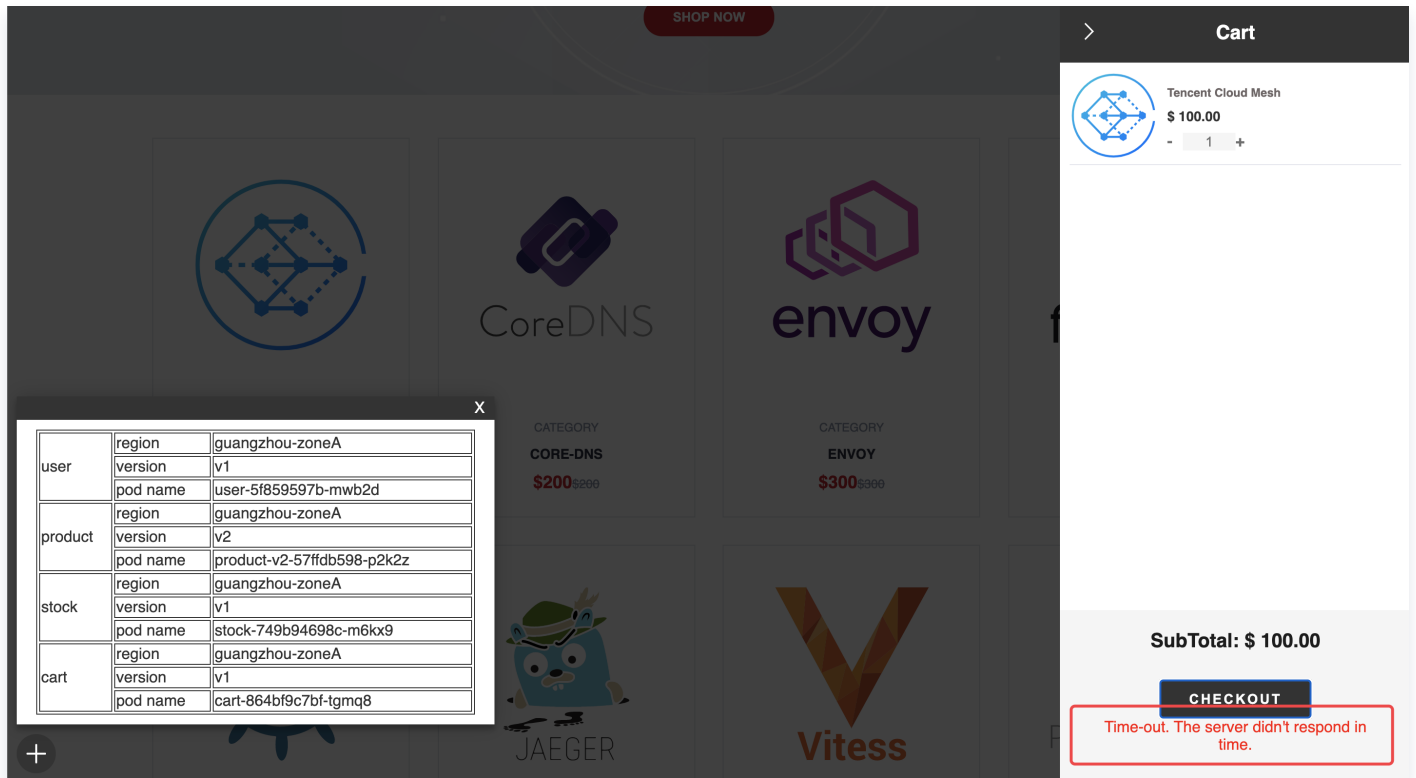 SHOP NOW
Cart
Tencent Cloud Mesh
$ 100.00
- 1 +
CoreDNS
envoy
CATEGORY
CORE-DNS
$200$200
CATEGORY
ENVOY
$300$300
X
user region guangzhou-zoneA
version v1
pod name user-5f859597b-mwb2d
product region guangzhou-zoneA
version v2
pod name product-v2-57ffdb598-p2k2z
stock region guangzhou-zoneA
version v1
pod name stock-749b94698c-m6kx9
cart region guangzhou-zoneA
version v1
pod name cart-864bf9c7bf-tgmq8
+
JAEGER
Vitess
SubTotal: $ 100.00
CHECKOUT
Time-out. The server didn't respond in
time.